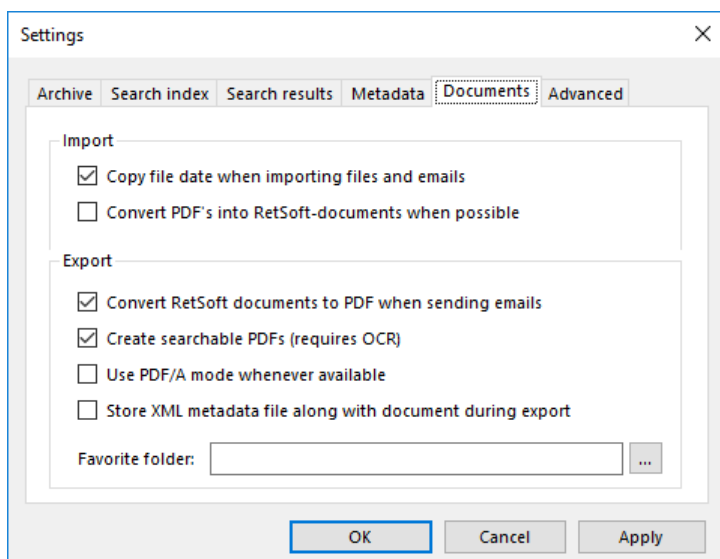 Settings
Archive Search index Search results Metadata Documents Advanced
Import
Copy file date when importing files and emails
Convert PDF's into RetSoft-documents when possible
Export
Convert RetSoft documents to PDF when sending emails
Create searchable PDFs (requires OCR)
Use PDF/A mode whenever available
Store XML metadata file along with document during export
Favorite folder: ...
OK Cancel Apply